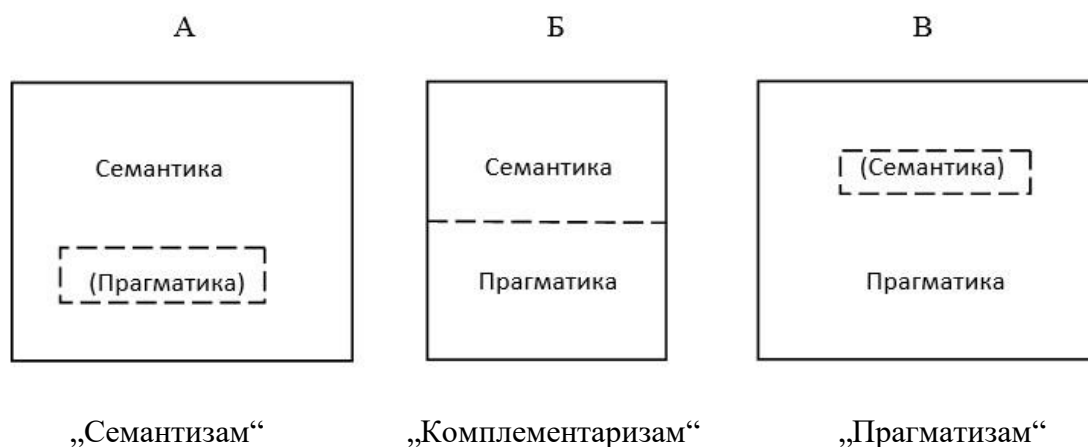 А Б В
Семантика
(Прагматика)
Семантика
Прагматика
(Семантика)
Прагматика
„Семантизам“ „Комплементаризам“ „Прагматизам“